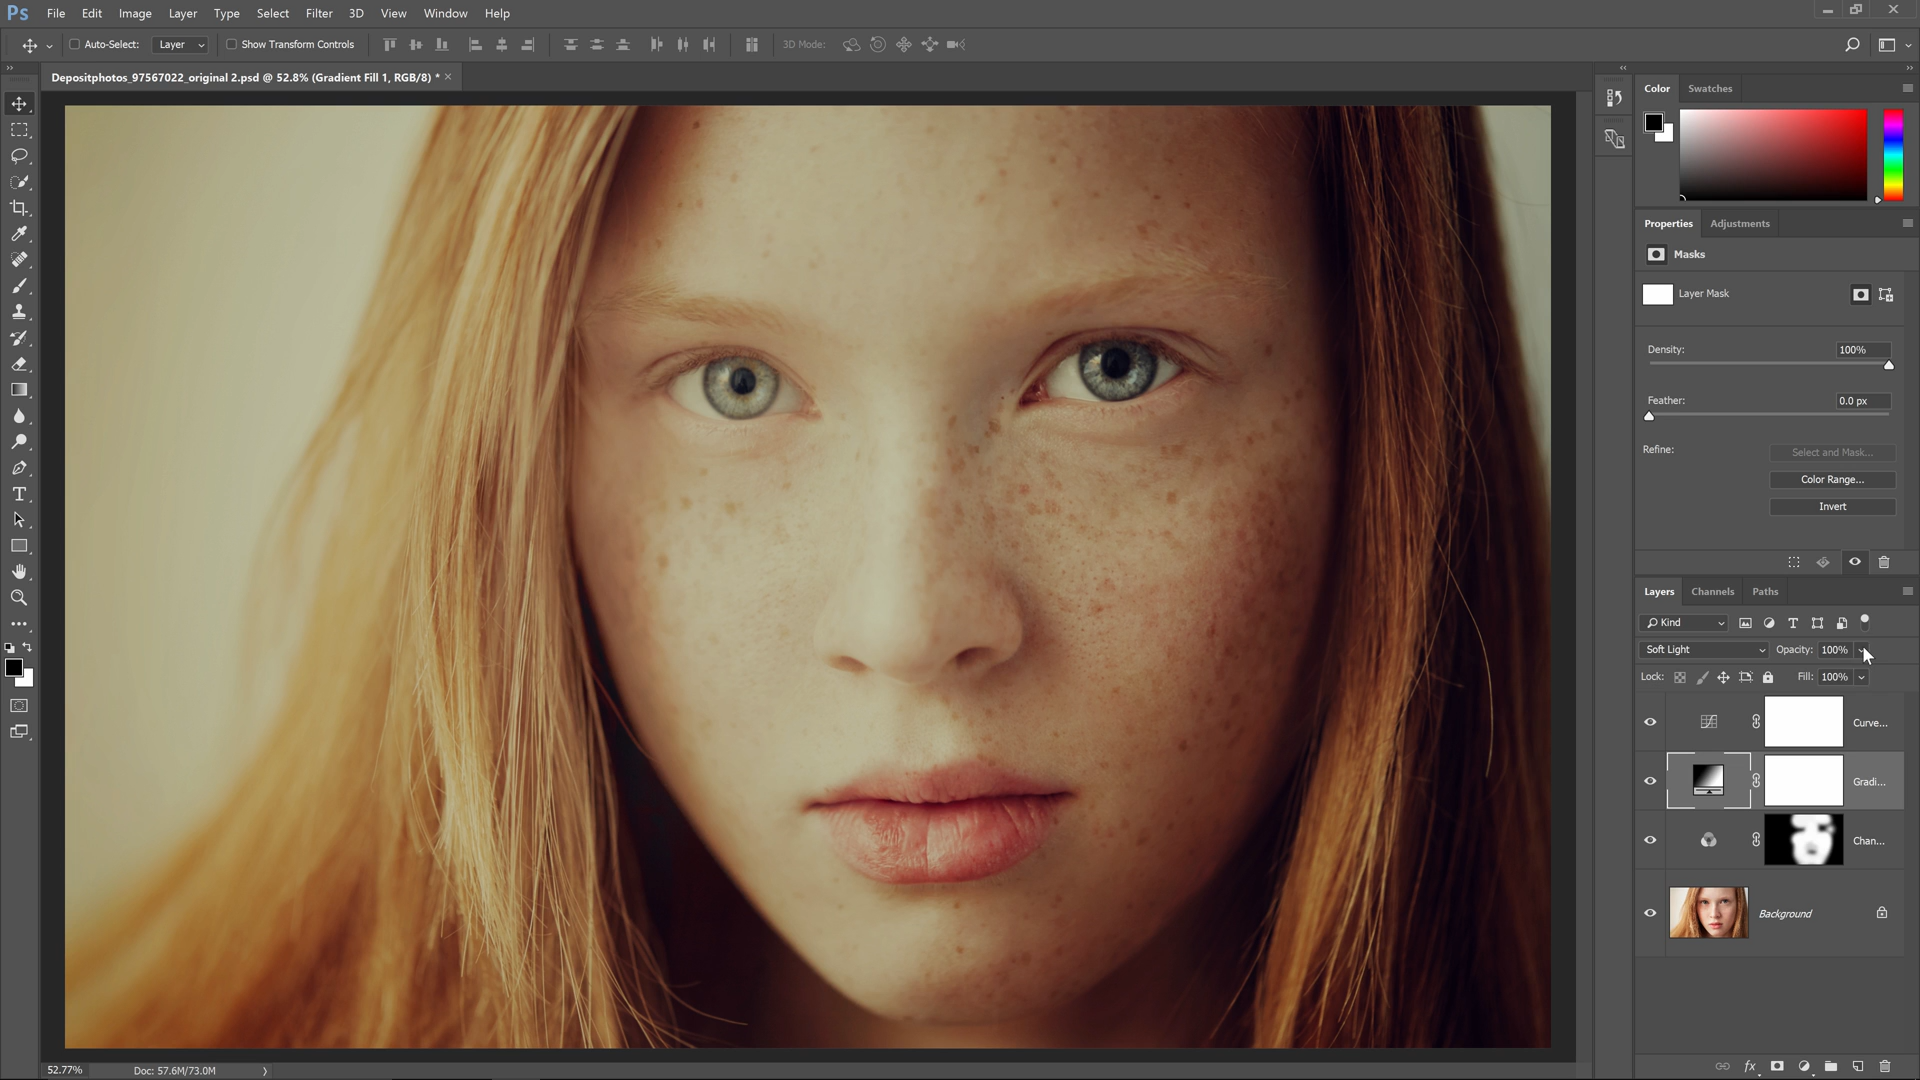 Ps File Edit Image Layer Type Select Filter 3D View Window Help
Auto-Select: Layer Show Transform Controls 3D Mode:
Depositphotos_97567022_original 2.psd @ 52.8% (Gradient Fill 1, RGB/8) *
Color Swatches
Properties Adjustments
Masks
Layer Mask
Density: 100%
Feather: 0.0 px
Refine:
Select and Mask...
Color Range...
Invert
Layers Channels Paths
Kind
Soft Light Opacity: 100%
Lock: Fill: 100%
Curve...
Gradi...
Chan...
Background
fx
52.77% Doc: 57.6M/73.0M